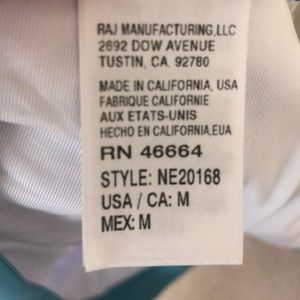 RAJ MANUFACTURING,LLC
2692 DOW AVENUE
TUSTIN, CA. 92780
MADE IN CALIFORNIA, USA
FABRIQUE CALIFORNIE
AUX ETATS-UNIS
HECHO EN CALIFORNIA,EUA
RN 46664
STYLE: NE20168
USA / CA: M
MEX: M